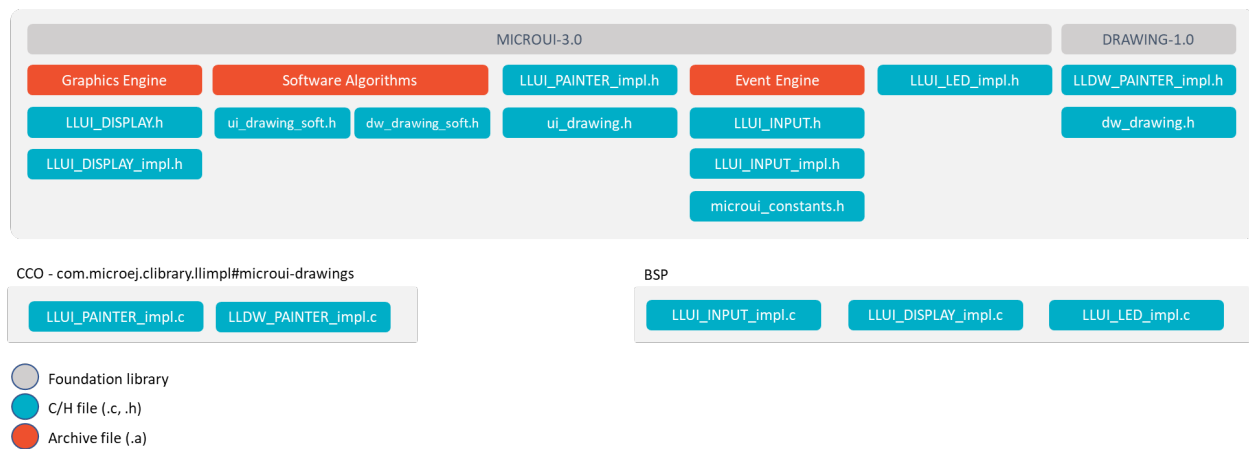 MICROUI-3.0
DRAWING-1.0
Graphics Engine
Software Algorithms
LLUI_PAINTER_impl.h
Event Engine
LLUI_LED_impl.h
LLDW_PAINTER_impl.h
LLUI_DISPLAY.h
ui_drawing_soft.h
dw_drawing_soft.h
ui_drawing.h
LLUI_INPUT.h
dw_drawing.h
LLUI_DISPLAY_impl.h
LLUI_INPUT_impl.h
microui_constants.h
CCO - com.microej.clibrary.llimpl#microui-drawings
LLUI_PAINTER_impl.c
LLDW_PAINTER_impl.c
BSP
LLUI_INPUT_impl.c
LLUI_DISPLAY_impl.c
LLUI_LED_impl.c
Foundation library
C/H file (.c, .h)
Archive file (.a)